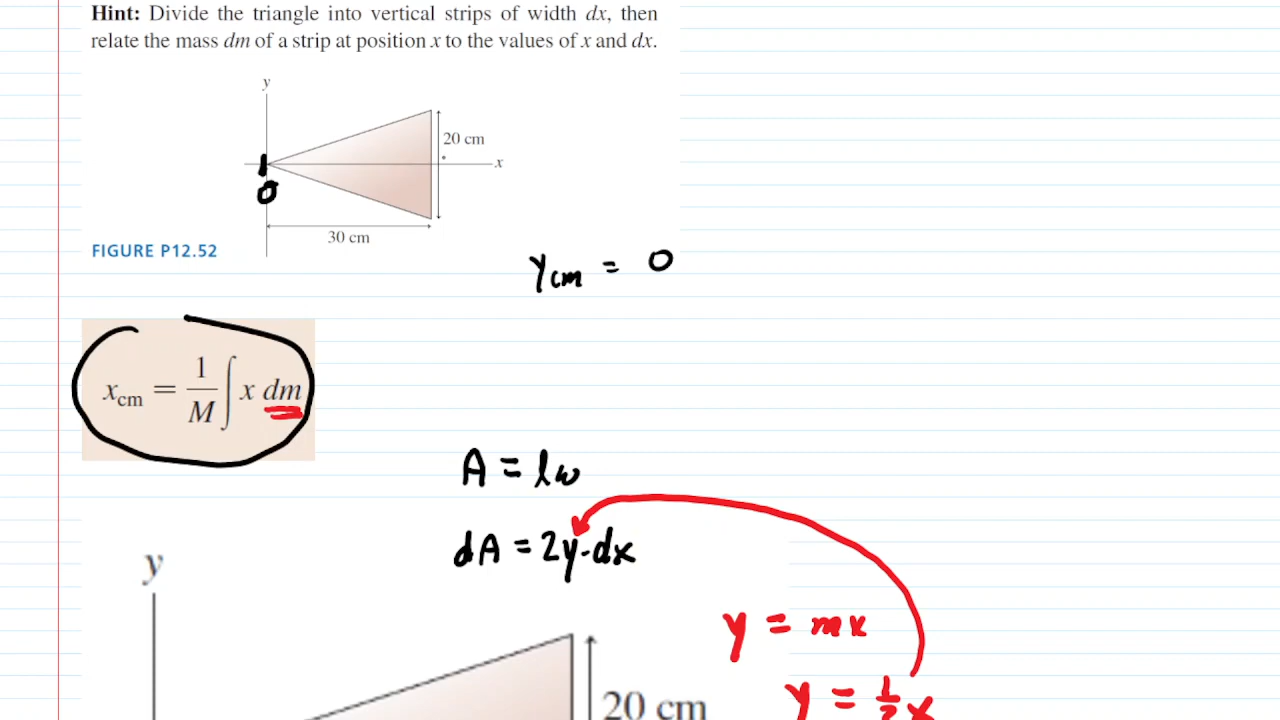 Hint: Divide the triangle into vertical strips of width dx, then
relate the mass dm of a strip at position x to the values of x and dx.
y
20 cm
x
0
30 cm
FIGURE P12.52
ycm = 0
xcm = 1/M ∫ x dm
A = lw
dA = 2y·dx
y
y = mx
20 cm
y = x